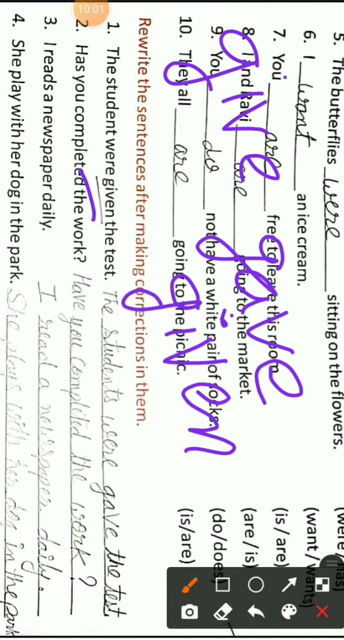 10:01
5. The butterflies were sitting on the flowers. (were /has)
6. I want an ice cream. (want / wants)
7. You are free to leave this room (is / are)
8. I and Ravi are going to the market. (are / is)
9. You do not have a white pair of socks (do/does)
10. They all are going to the picnic. (is/are)
give gave given
Rewrite the sentences after making corrections in them.
1. The student were given the test. The students were gave the test
2. Has you completed the work? Have you completed the work?
3. I reads a newspaper daily. I read a newspaper daily.
4. She play with her dog in the park. She plays with her dog in the park